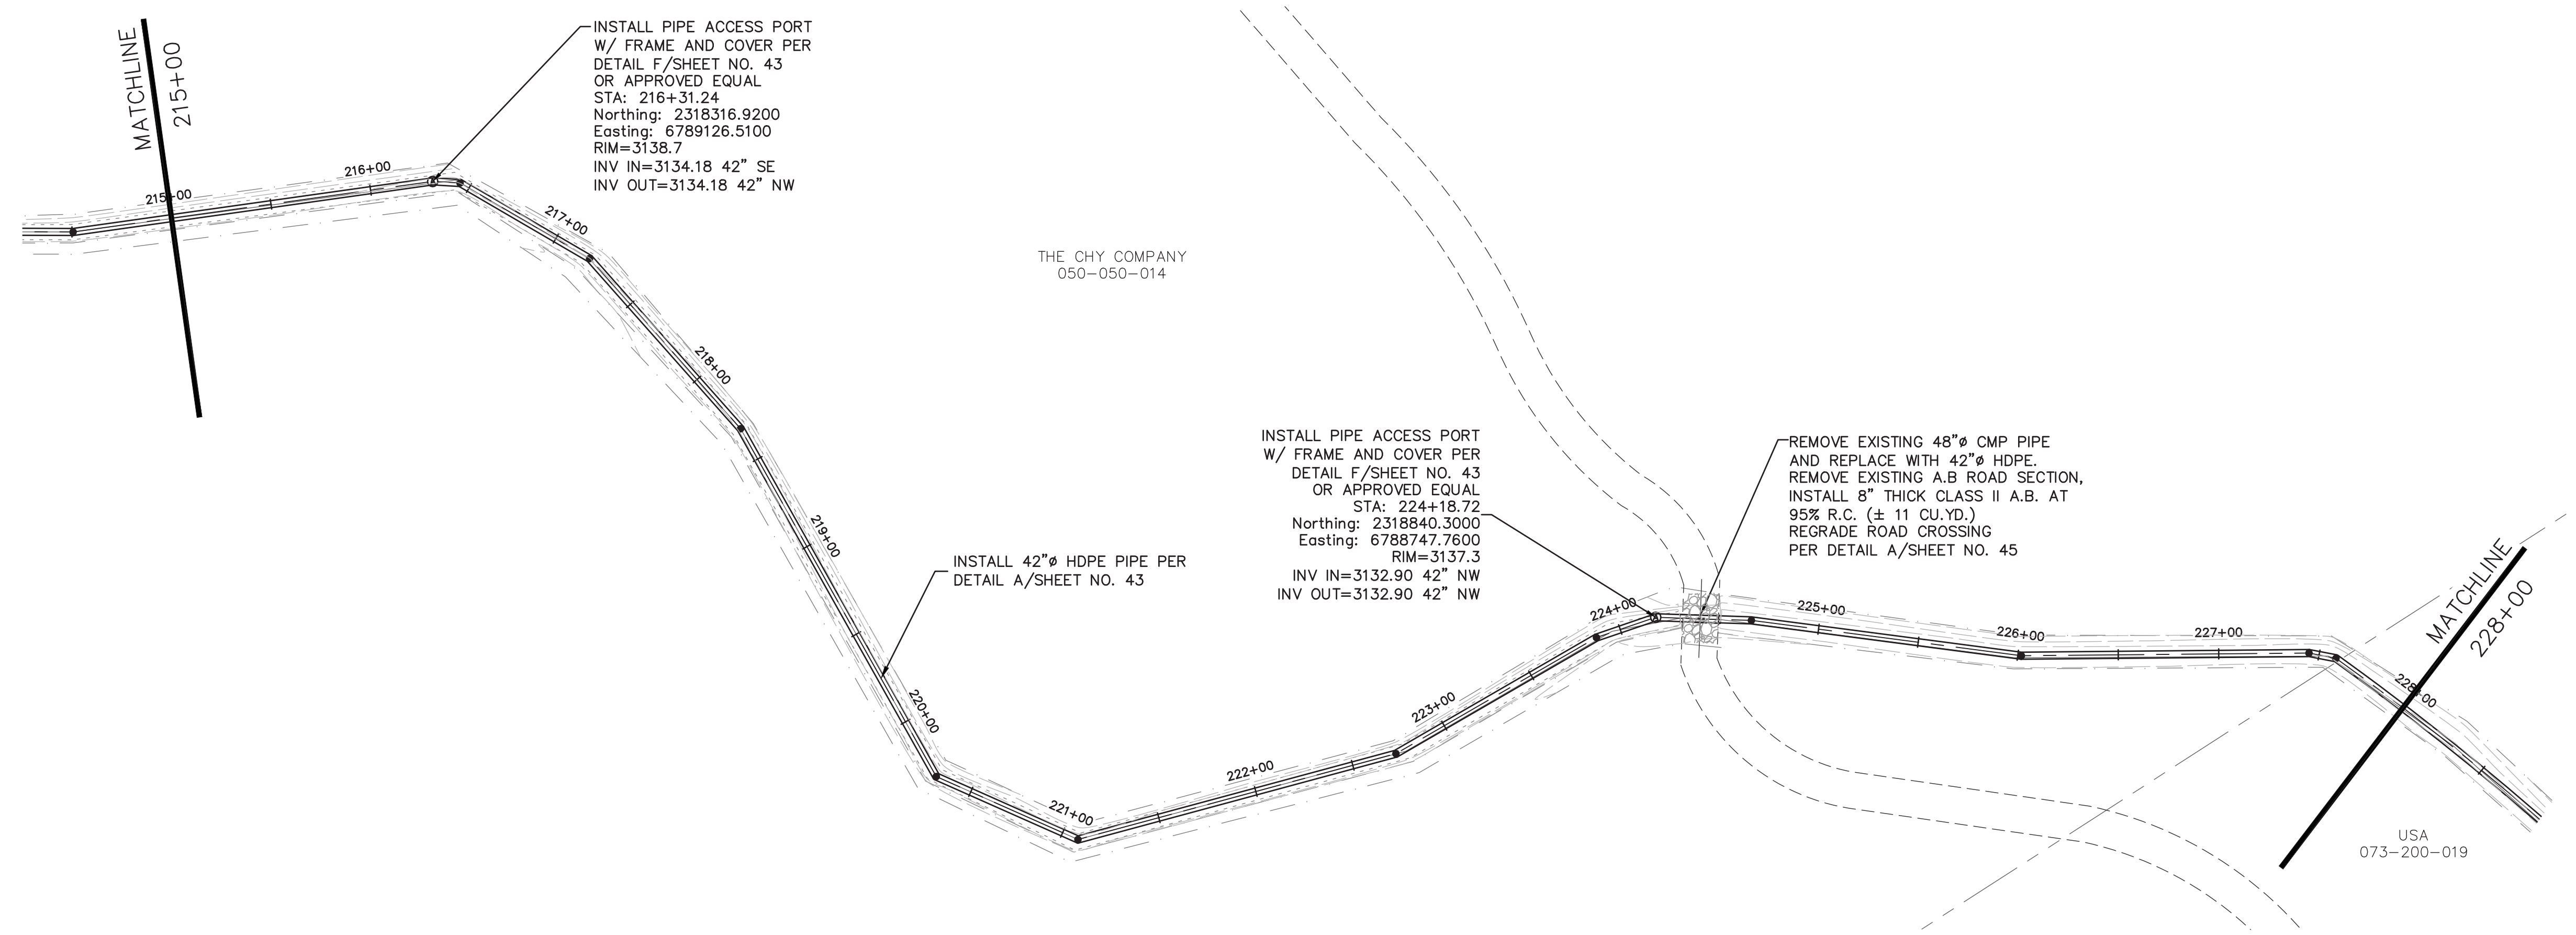 MATCHLINE
215+00
INSTALL PIPE ACCESS PORT
W/ FRAME AND COVER PER
DETAIL F/SHEET NO. 43
OR APPROVED EQUAL
STA: 216+31.24
Northing: 2318316.9200
Easting: 6789126.5100
RIM=3138.7
INV IN=3134.18 42" SE
INV OUT=3134.18 42" NW
215+00
216+00
217+00
218+00
219+00
220+00
221+00
222+00
223+00
224+00
225+00
226+00
227+00
228+00
THE CHY COMPANY
050-050-014
INSTALL 42"ø HDPE PIPE PER
DETAIL A/SHEET NO. 43
INSTALL PIPE ACCESS PORT
W/ FRAME AND COVER PER
DETAIL F/SHEET NO. 43
OR APPROVED EQUAL
STA: 224+18.72
Northing: 2318840.3000
Easting: 6788747.7600
RIM=3137.3
INV IN=3132.90 42" NW
INV OUT=3132.90 42" NW
REMOVE EXISTING 48"ø CMP PIPE
AND REPLACE WITH 42"ø HDPE.
REMOVE EXISTING A.B ROAD SECTION,
INSTALL 8" THICK CLASS II A.B. AT
95% R.C. (± 11 CU.YD.)
REGRADE ROAD CROSSING
PER DETAIL A/SHEET NO. 45
MATCHLINE
228+00
USA
073-200-019